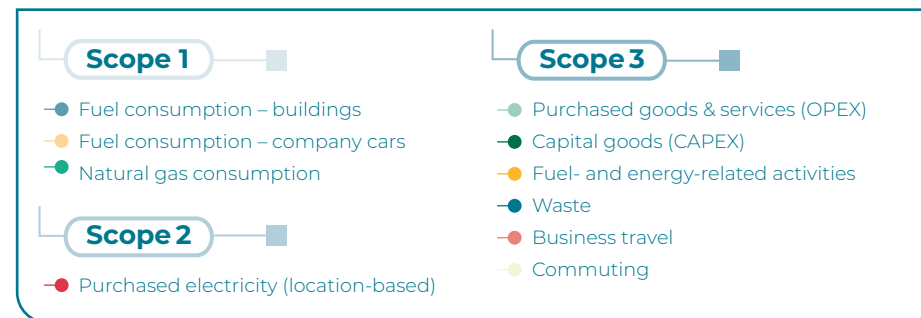 Scope 1
Fuel consumption – buildings
Fuel consumption – company cars
Natural gas consumption
Scope 2
Purchased electricity (location-based)
Scope 3
Purchased goods & services (OPEX)
Capital goods (CAPEX)
Fuel- and energy-related activities
Waste
Business travel
Commuting